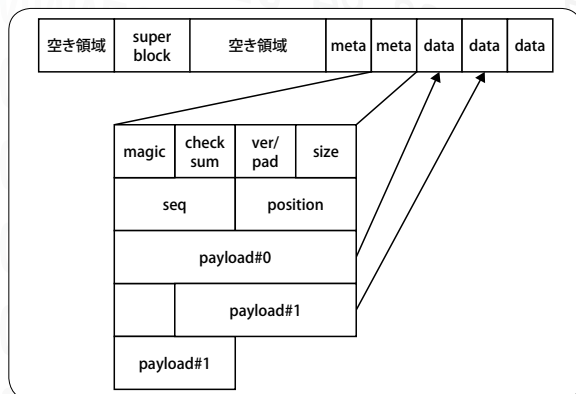 空き領域
super
block
空き領域
meta
meta
data
data
data
magic
check
sum
ver/
pad
size
seq
position
payload#0
payload#1
payload#1